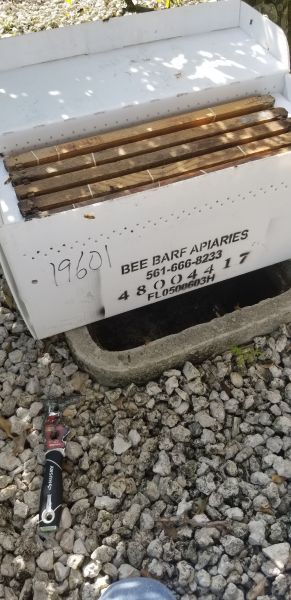 19601
BEE BARF APIARIES
561-666-8233
48004417
FL0500603H